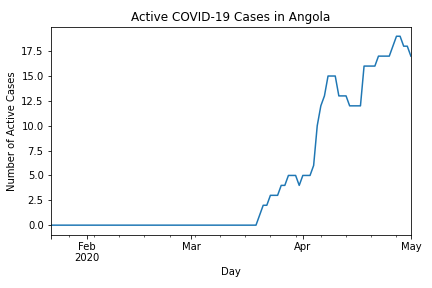 Active COVID-19 Cases in Angola
Number of Active Cases
17.5
15.0
12.5
10.0
7.5
5.0
2.5
0.0
Feb Mar Apr May
2020
Day